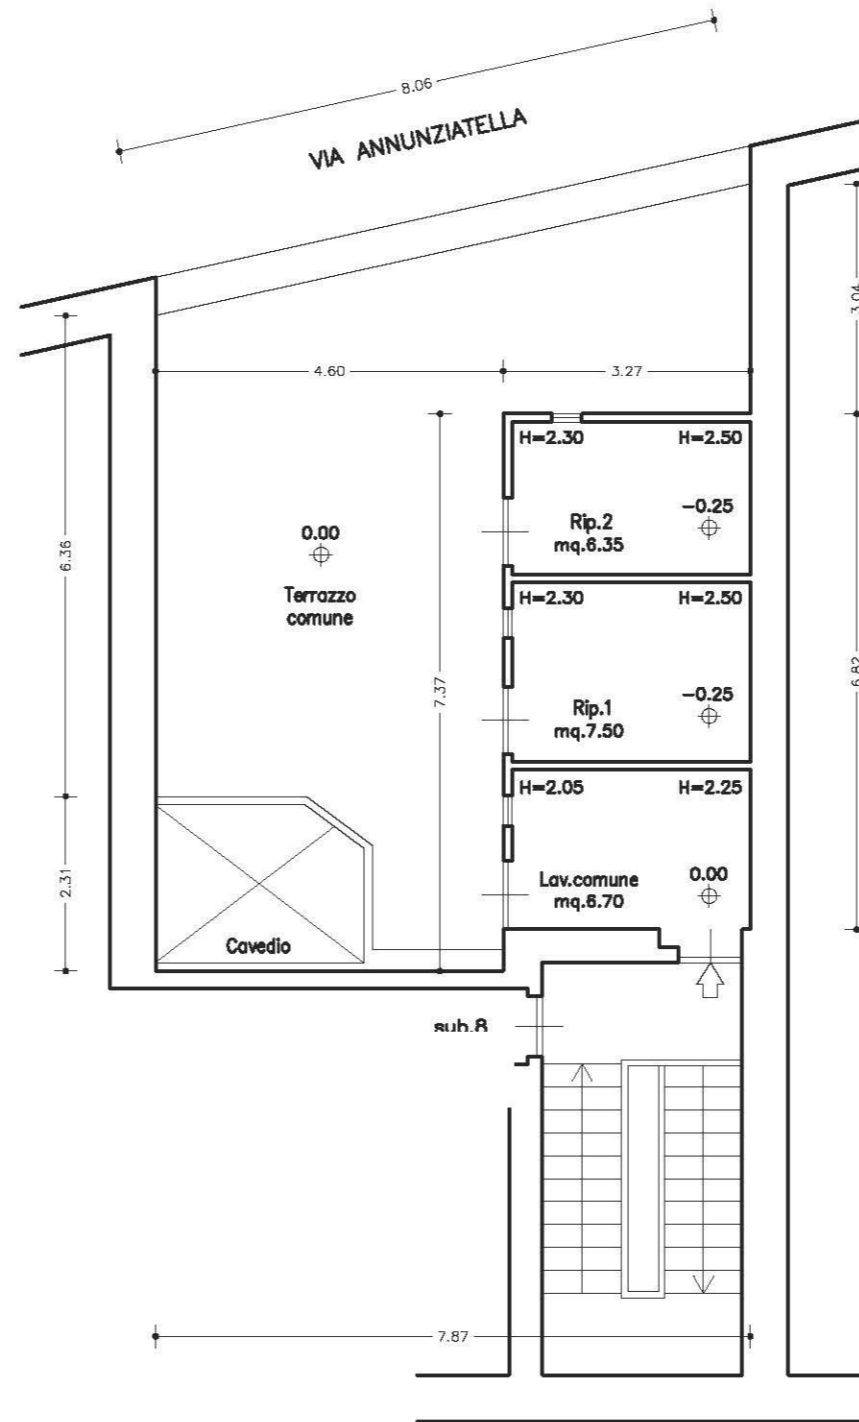 8.06
VIA ANNUNZIATELLA
3.04
4.60
3.27
H=2.30
H=2.50
-0.25
Rip.2
mq.6.35
0.00
Terrazzo
comune
6.36
7.37
6.82
H=2.30
H=2.50
-0.25
Rip.1
mq.7.50
H=2.05
H=2.25
0.00
Lav.comune
mq.6.70
2.31
Cavedio
sub.8
7.87